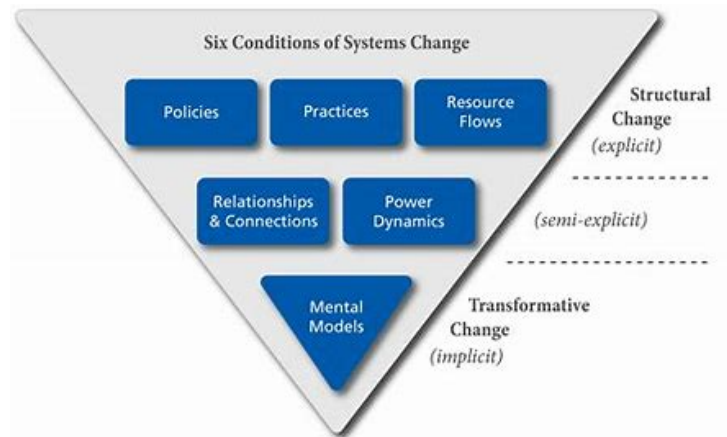 Six Conditions of Systems Change
Policies
Practices
Resource
Flows
Structural
Change
(explicit)
Relationships
& Connections
Power
Dynamics
(semi-explicit)
Mental
Models
Transformative
Change
(implicit)